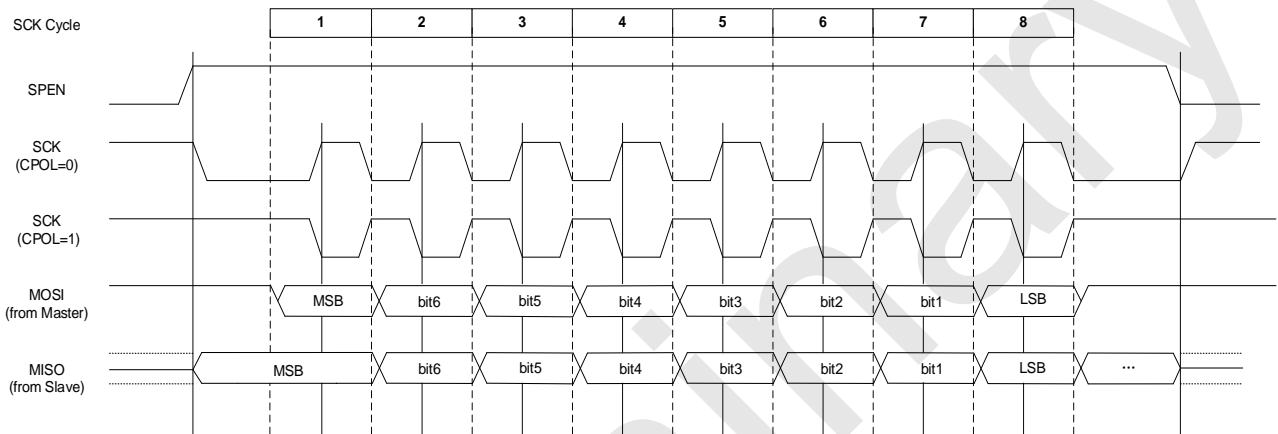 SCK Cycle 1 2 3 4 5 6 7 8
SPEN
SCK
(CPOL=0)
SCK
(CPOL=1)
MOSI
(from Master)
MSB bit6 bit5 bit4 bit3 bit2 bit1 LSB
MISO
(from Slave)
MSB bit6 bit5 bit4 bit3 bit2 bit1 LSB ...
inary